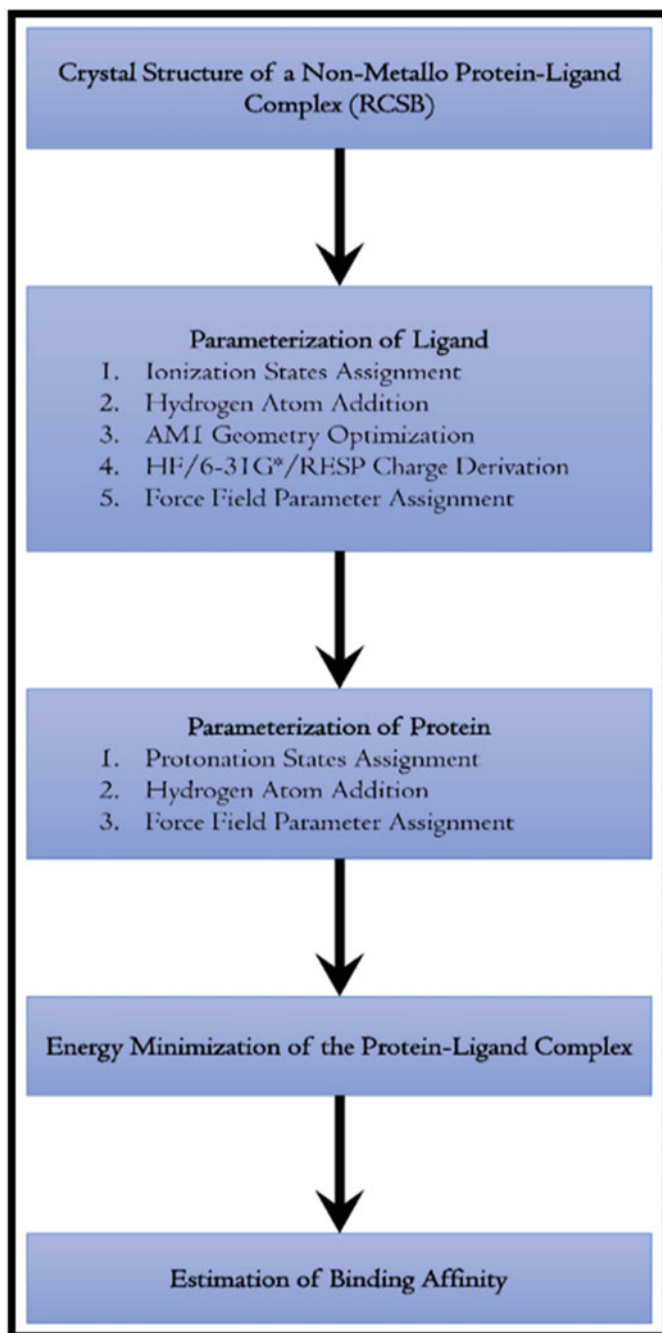 Crystal Structure of a Non-Metallo Protein-Ligand
Complex (RCSB)
Parameterization of Ligand
1. Ionization States Assignment
2. Hydrogen Atom Addition
3. AM1 Geometry Optimization
4. HF/6-31G*/RESP Charge Derivation
5. Force Field Parameter Assignment
Parameterization of Protein
1. Protonation States Assignment
2. Hydrogen Atom Addition
3. Force Field Parameter Assignment
Energy Minimization of the Protein-Ligand Complex
Estimation of Binding Affinity